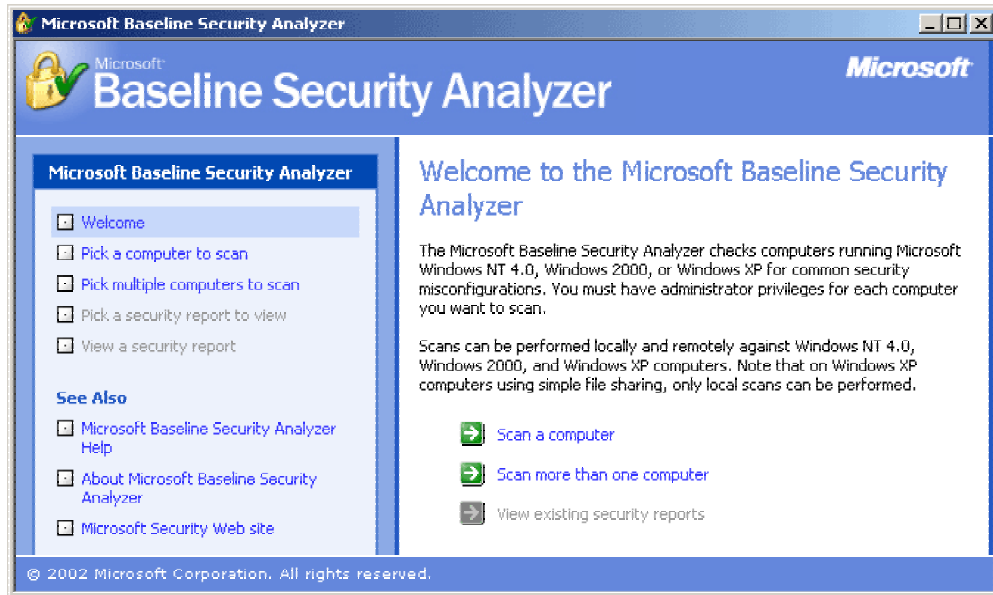 Microsoft Baseline Security Analyzer
Microsoft
Baseline Security Analyzer
Microsoft
Microsoft Baseline Security Analyzer
Welcome
Pick a computer to scan
Pick multiple computers to scan
Pick a security report to view
View a security report
See Also
Microsoft Baseline Security Analyzer
Help
About Microsoft Baseline Security
Analyzer
Microsoft Security Web site
Welcome to the Microsoft Baseline Security
Analyzer
The Microsoft Baseline Security Analyzer checks computers running Microsoft
Windows NT 4.0, Windows 2000, or Windows XP for common security
misconfigurations. You must have administrator privileges for each computer
you want to scan.
Scans can be performed locally and remotely against Windows NT 4.0,
Windows 2000, and Windows XP computers. Note that on Windows XP
computers using simple file sharing, only local scans can be performed.
Scan a computer
Scan more than one computer
View existing security reports
© 2002 Microsoft Corporation. All rights reserved.